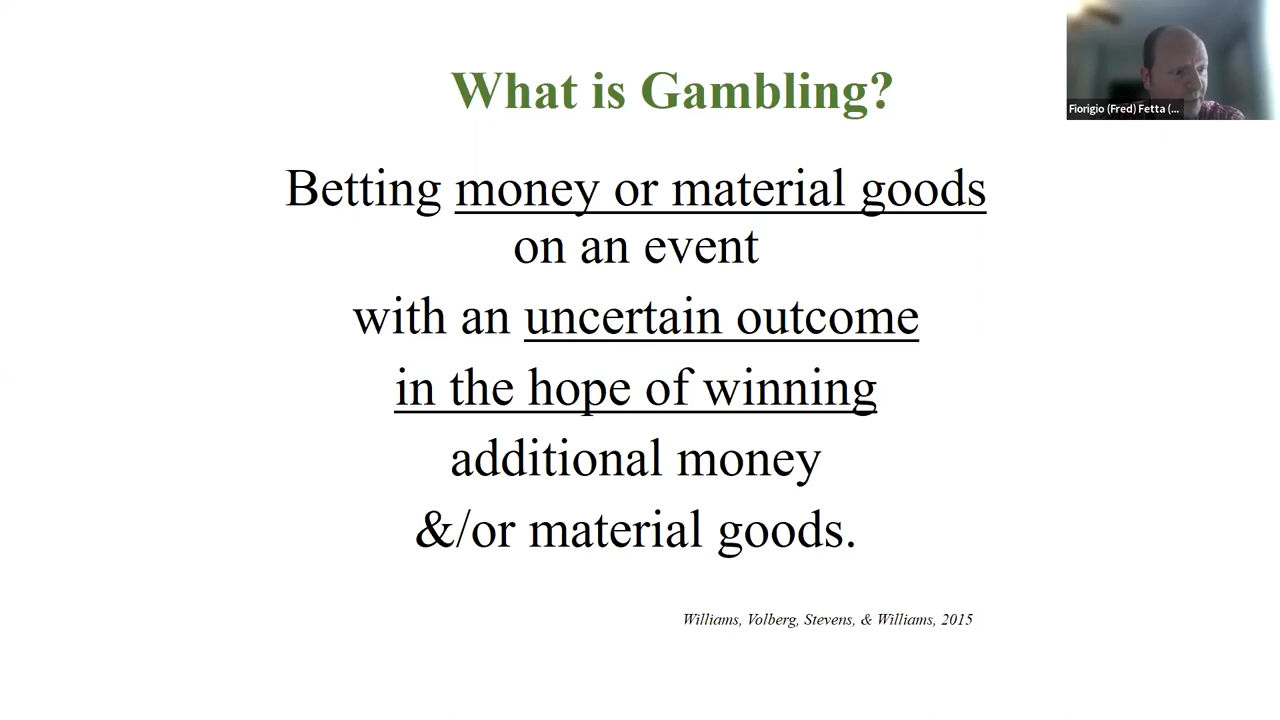 What is Gambling?
Fiorigio (Fred) Fetta (...
Betting money or material goods
on an event
with an uncertain outcome
in the hope of winning
additional money
&/or material goods.
Williams, Volberg, Stevens, & Williams, 2015